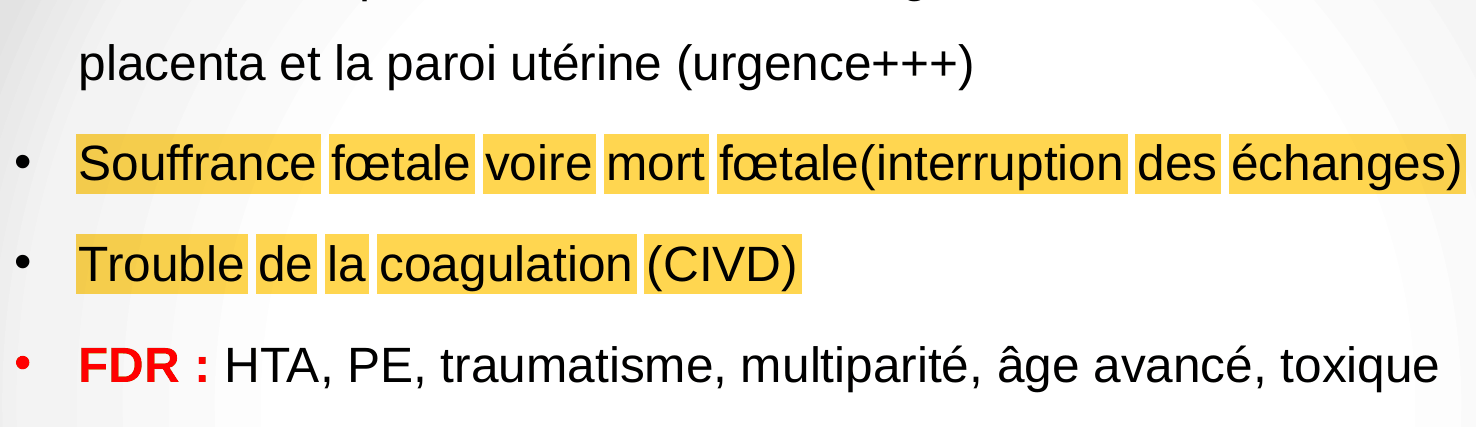 placenta et la paroi utérine (urgence+++)
• Souffrance fœtale voire mort fœtale(interruption des échanges)
• Trouble de la coagulation (CIVD)
• FDR : HTA, PE, traumatisme, multiparité, âge avancé, toxique